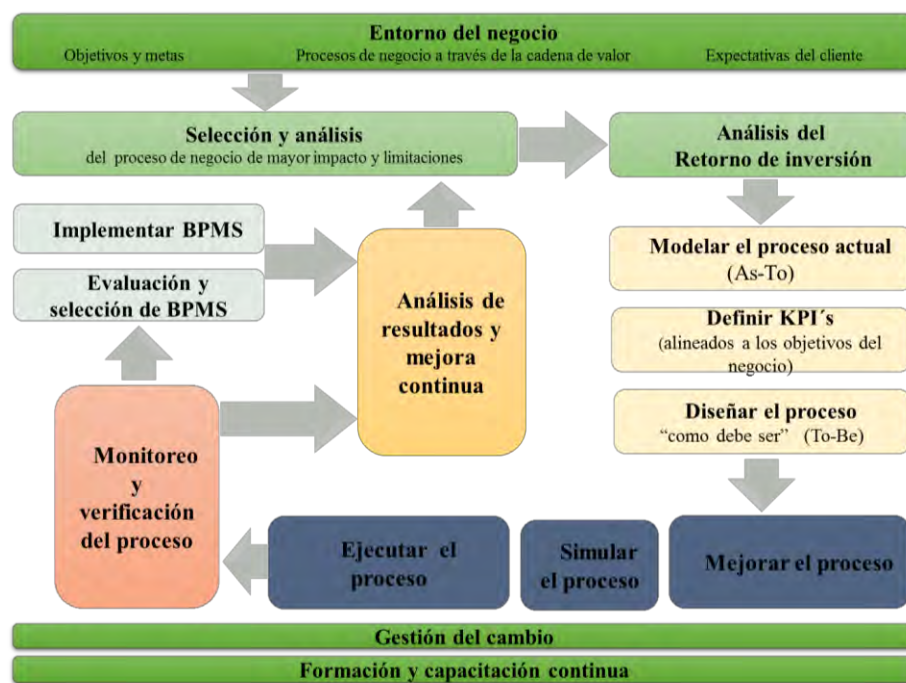 Entorno del negocio
Objetivos y metas
Procesos de negocio a través de la cadena de valor
Expectativas del cliente
Selección y análisis
del proceso de negocio de mayor impacto y limitaciones
Análisis del
Retorno de inversión
Implementar BPMS
Evaluación y
selección de BPMS
Análisis de
resultados y
mejora
continua
Modelar el proceso actual
(As-To)
Definir KPI´s
(alineados a los objetivos del
negocio)
Diseñar el proceso
“como debe ser” (To-Be)
Monitoreo
y
verificación
del proceso
Ejecutar el
proceso
Simular
el proceso
Mejorar el proceso
Gestión del cambio
Formación y capacitación continua